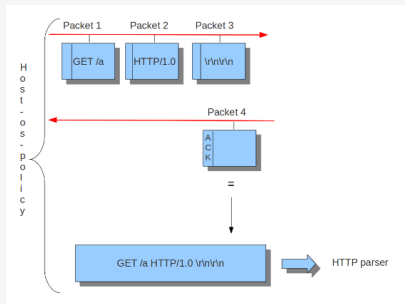 Packet 1 Packet 2 Packet 3
GET /a HTTP/1.0 \r\n\r\n
Host-os-policy
Packet 4
ACK
=
GET /a HTTP/1.0 \r\n\r\n
HTTP parser